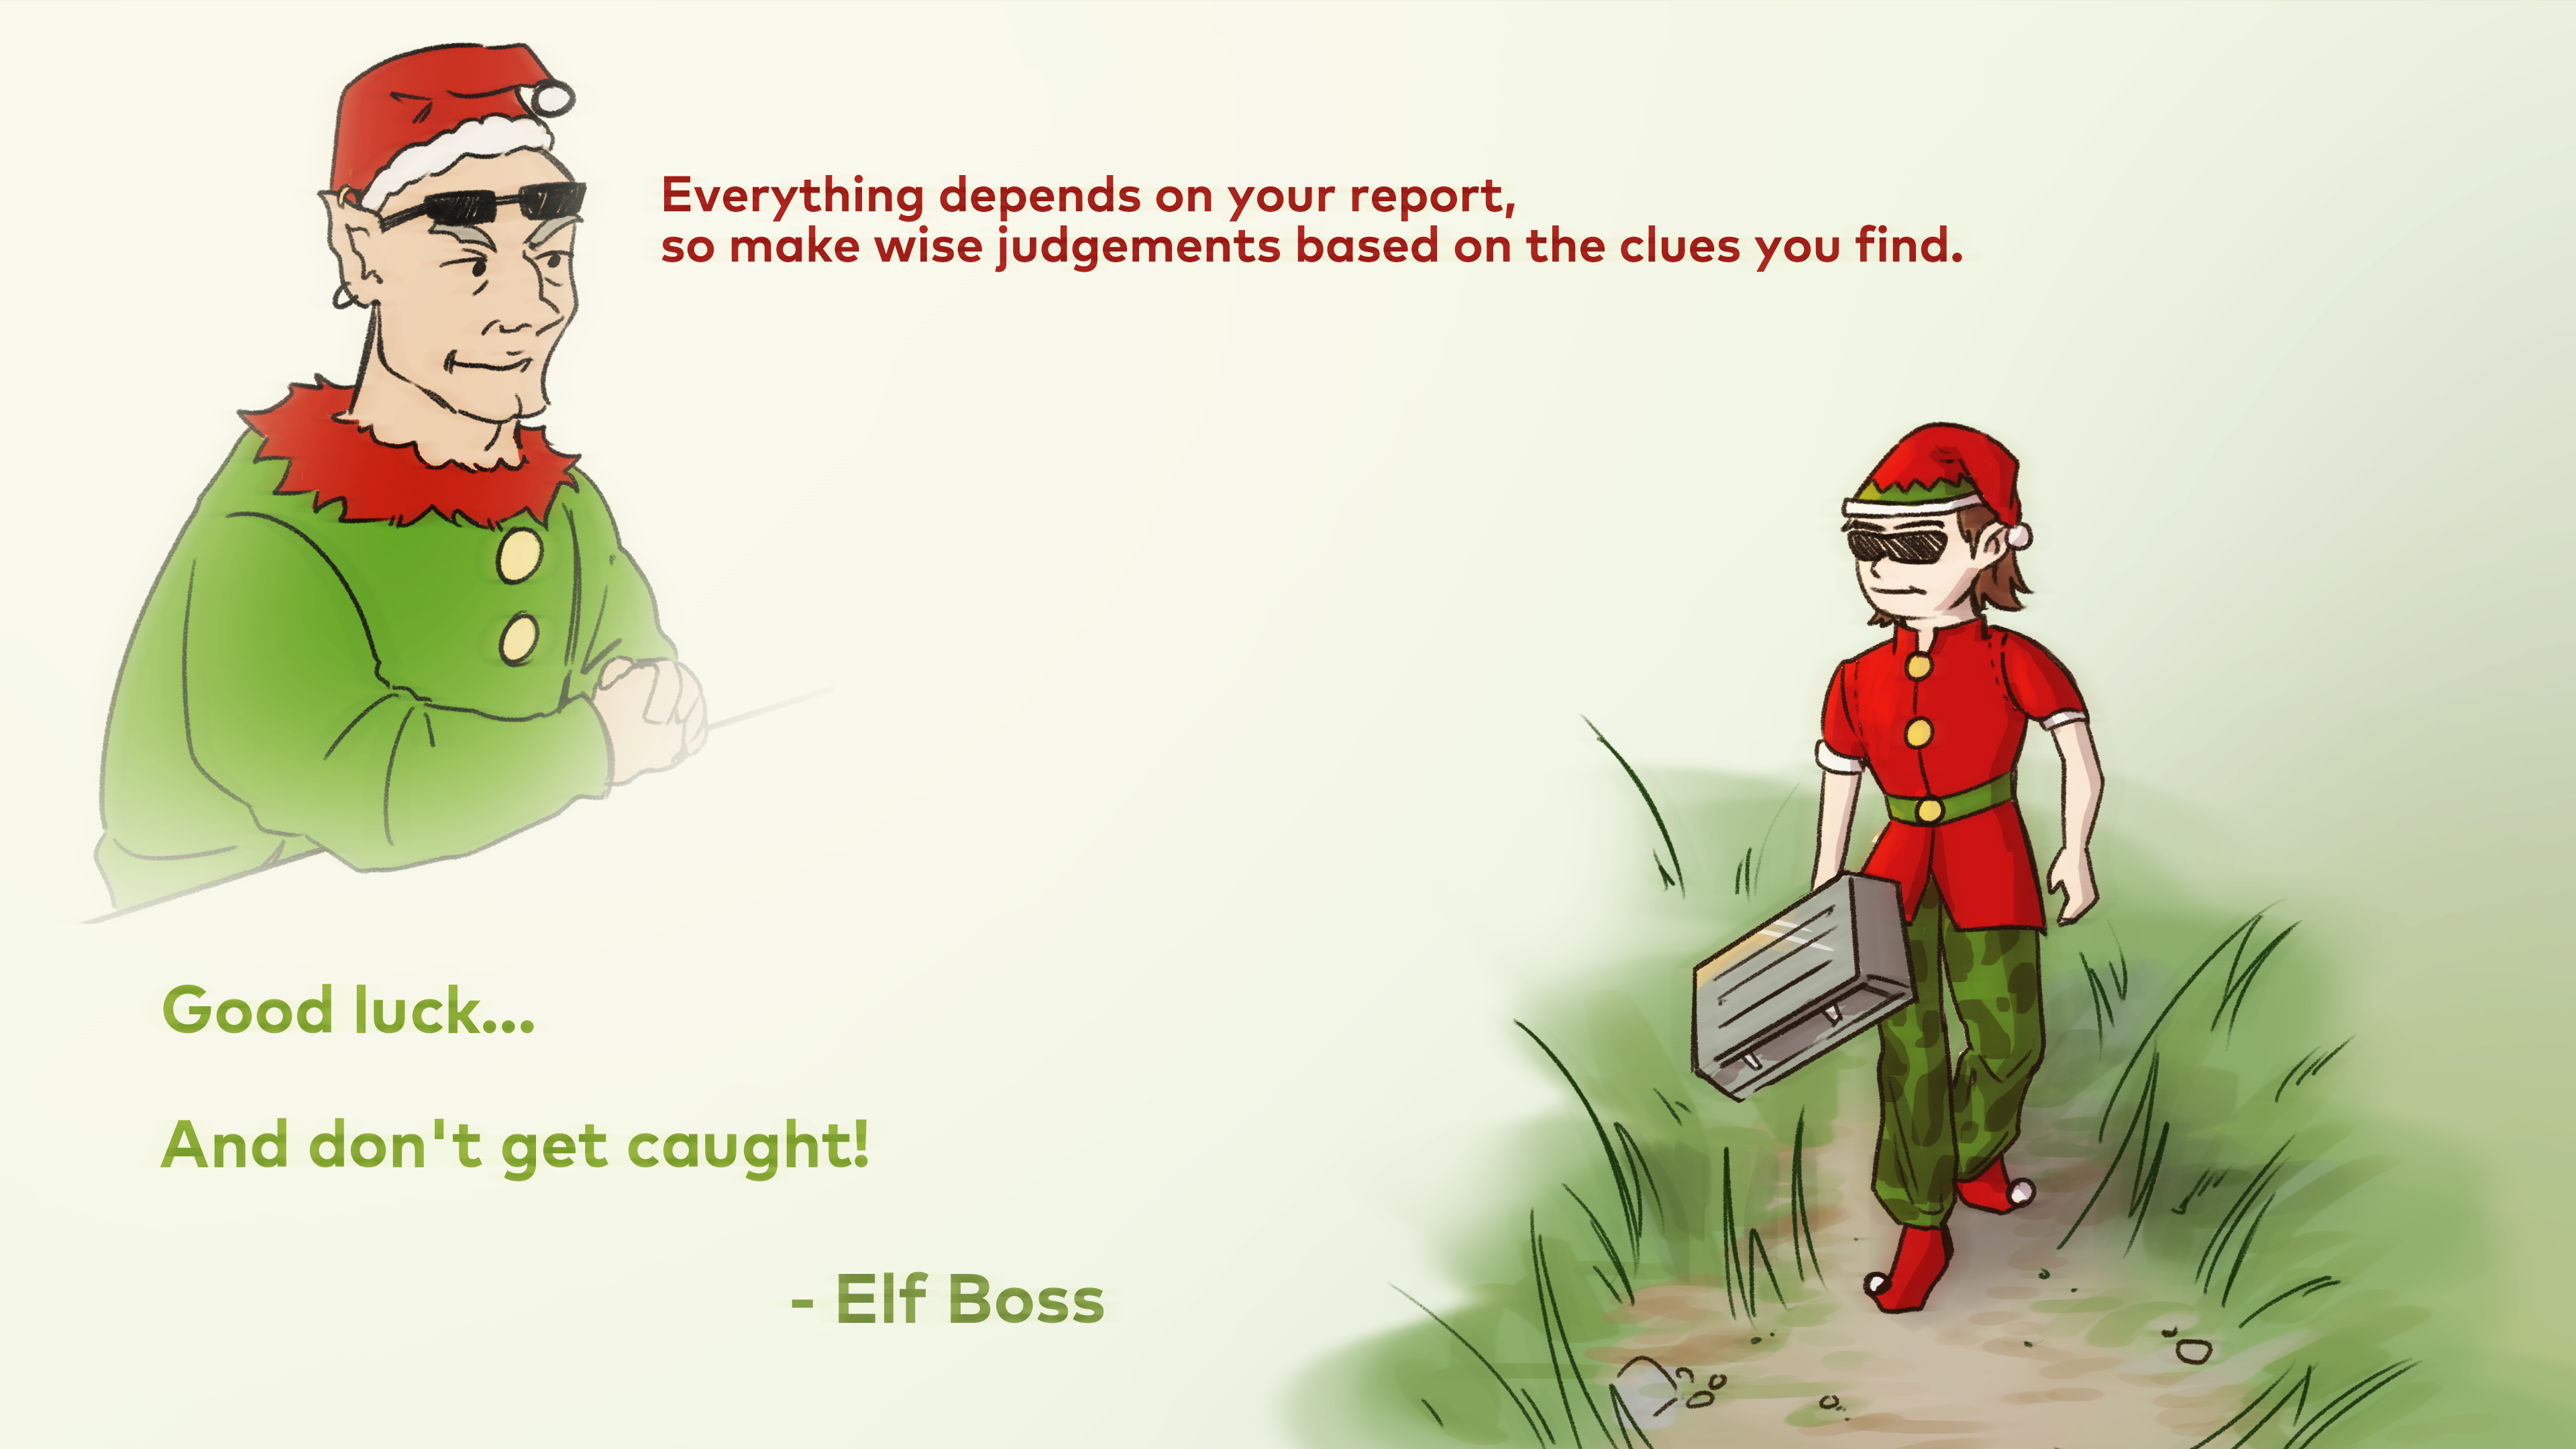 Everything depends on your report,
so make wise judgements based on the clues you find.
Good luck...
And don't get caught!
- Elf Boss